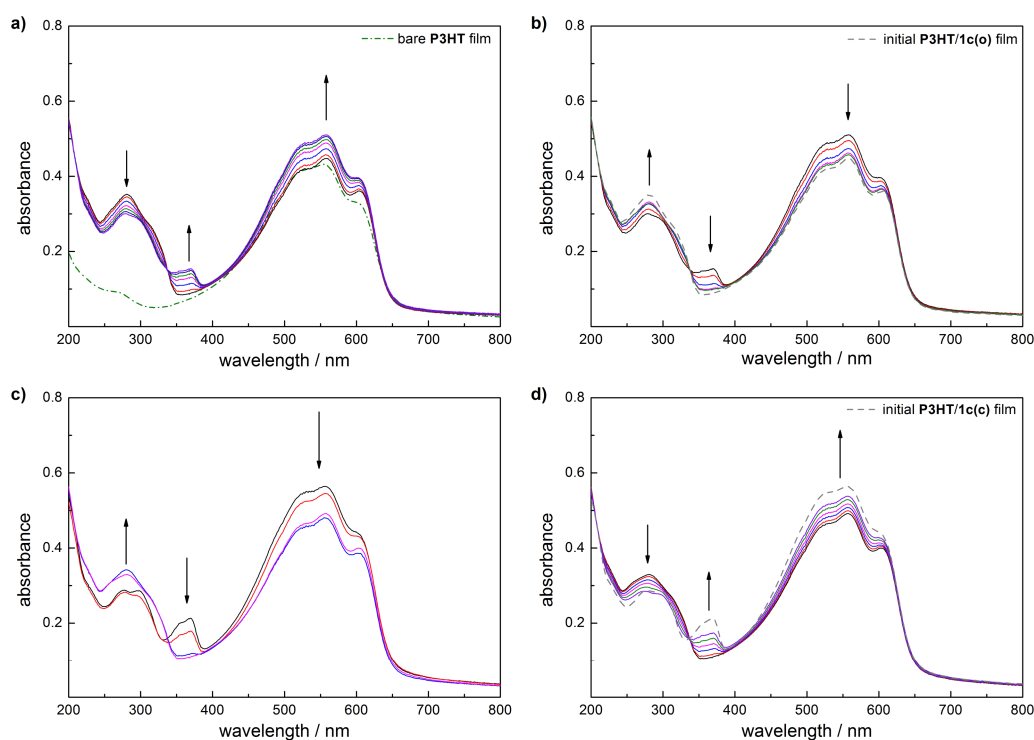 a)
bare P3HT film
0.8
0.6
0.4
0.2
absorbance
200 300 400 500 600 700 800
wavelength / nm
b)
initial P3HT/1c(o) film
0.8
0.6
0.4
0.2
absorbance
200 300 400 500 600 700 800
wavelength / nm
c)
0.8
0.6
0.4
0.2
absorbance
200 300 400 500 600 700 800
wavelength / nm
d)
initial P3HT/1c(c) film
0.8
0.6
0.4
0.2
absorbance
200 300 400 500 600 700 800
wavelength / nm